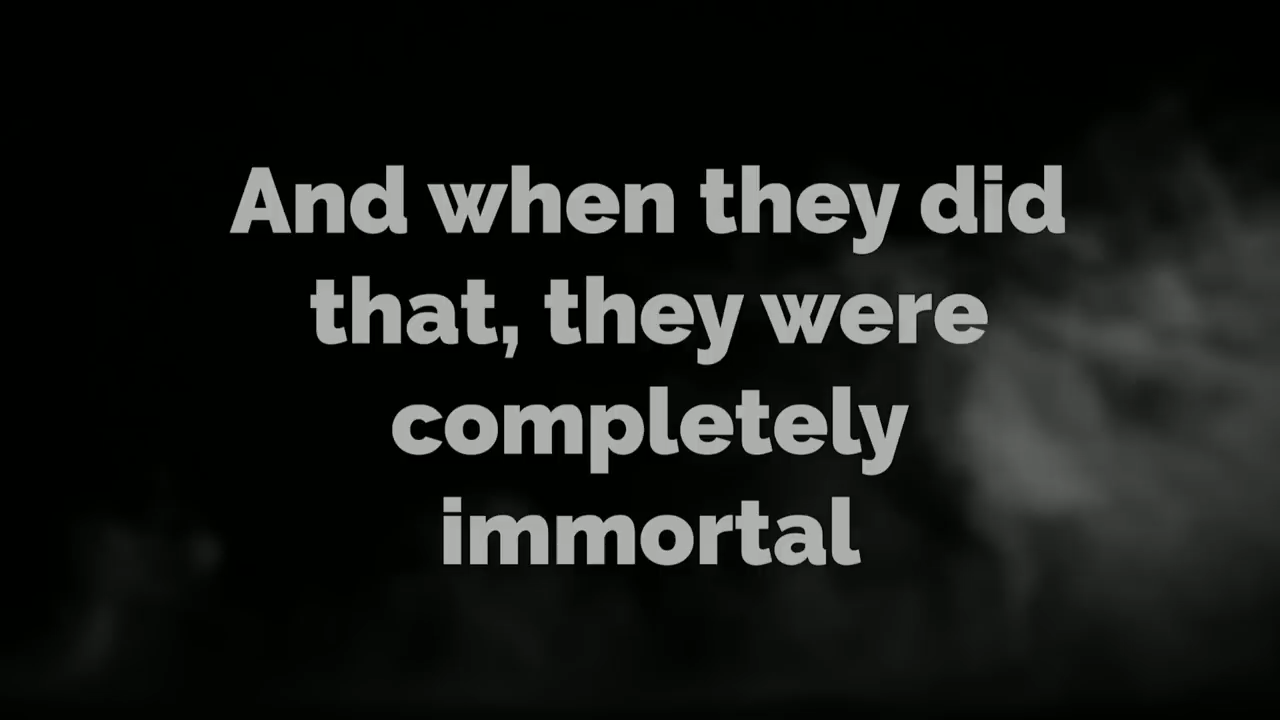 And when they did
that, they were
completely
immortal